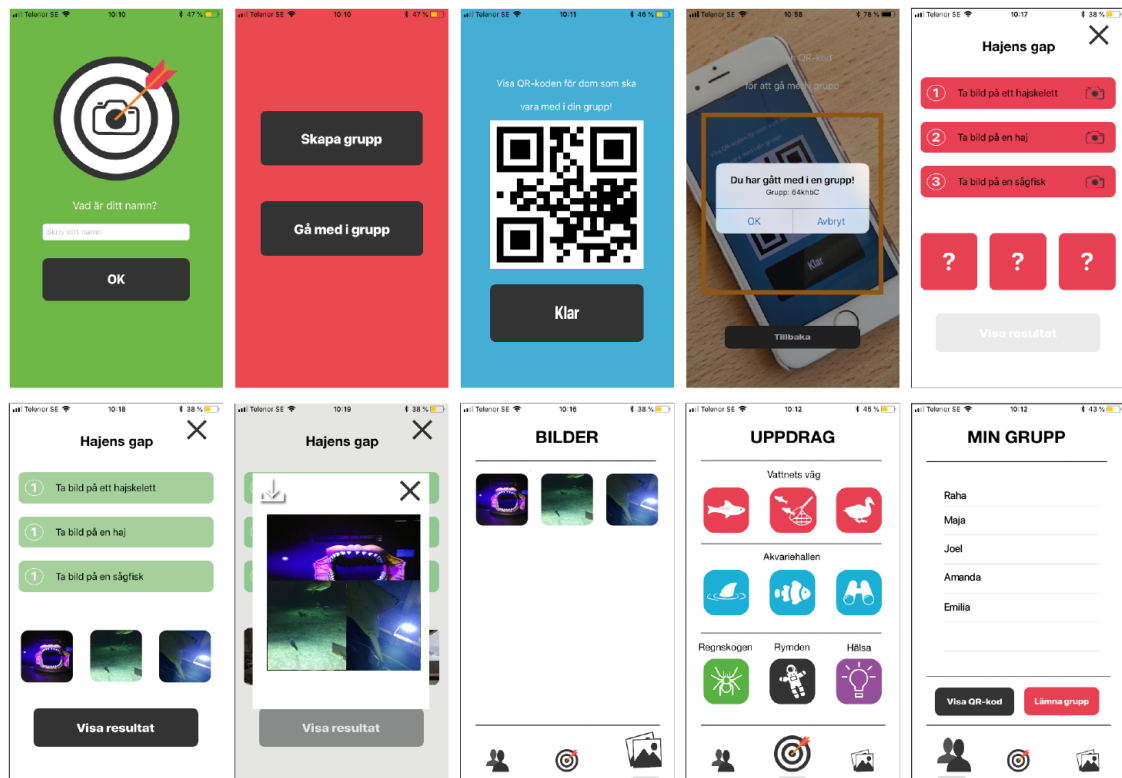 Telenor SE 10:10 47 %
Vad är ditt namn?
Skriv ditt namn
OK
Telenor SE 10:10 47 %
Skapa grupp
Gå med i grupp
Telenor SE 10:11 46 %
Visa QR-koden för dom som ska
vara med i din grupp!
Klar
Telenor SE 10:55 78 %
QR-kod
för att gå med i grupp
Du har gått med i en grupp!
Grupp: 64khbC
OK Avbryt
Klar
Tillbaka
Telenor SE 10:17 38 %
Hajens gap
1 Ta bild på ett hajskelett
2 Ta bild på en haj
3 Ta bild på en sågfisk
? ? ?
Visa resultat
Telenor SE 10:18 38 %
Hajens gap
1 Ta bild på ett hajskelett
1 Ta bild på en haj
1 Ta bild på en sågfisk
Visa resultat
Telenor SE 10:19 38 %
Hajens gap
Visa resultat
Telenor SE 10:16 38 %
BILDER
Telenor SE 10:12 45 %
UPPDRAG
Vattnets väg
Akvariehallen
Regnskogen Rymden Hälsa
Telenor SE 10:12 43 %
MIN GRUPP
Raha
Maja
Joel
Amanda
Emilia
Visa QR-kod Lämna grupp